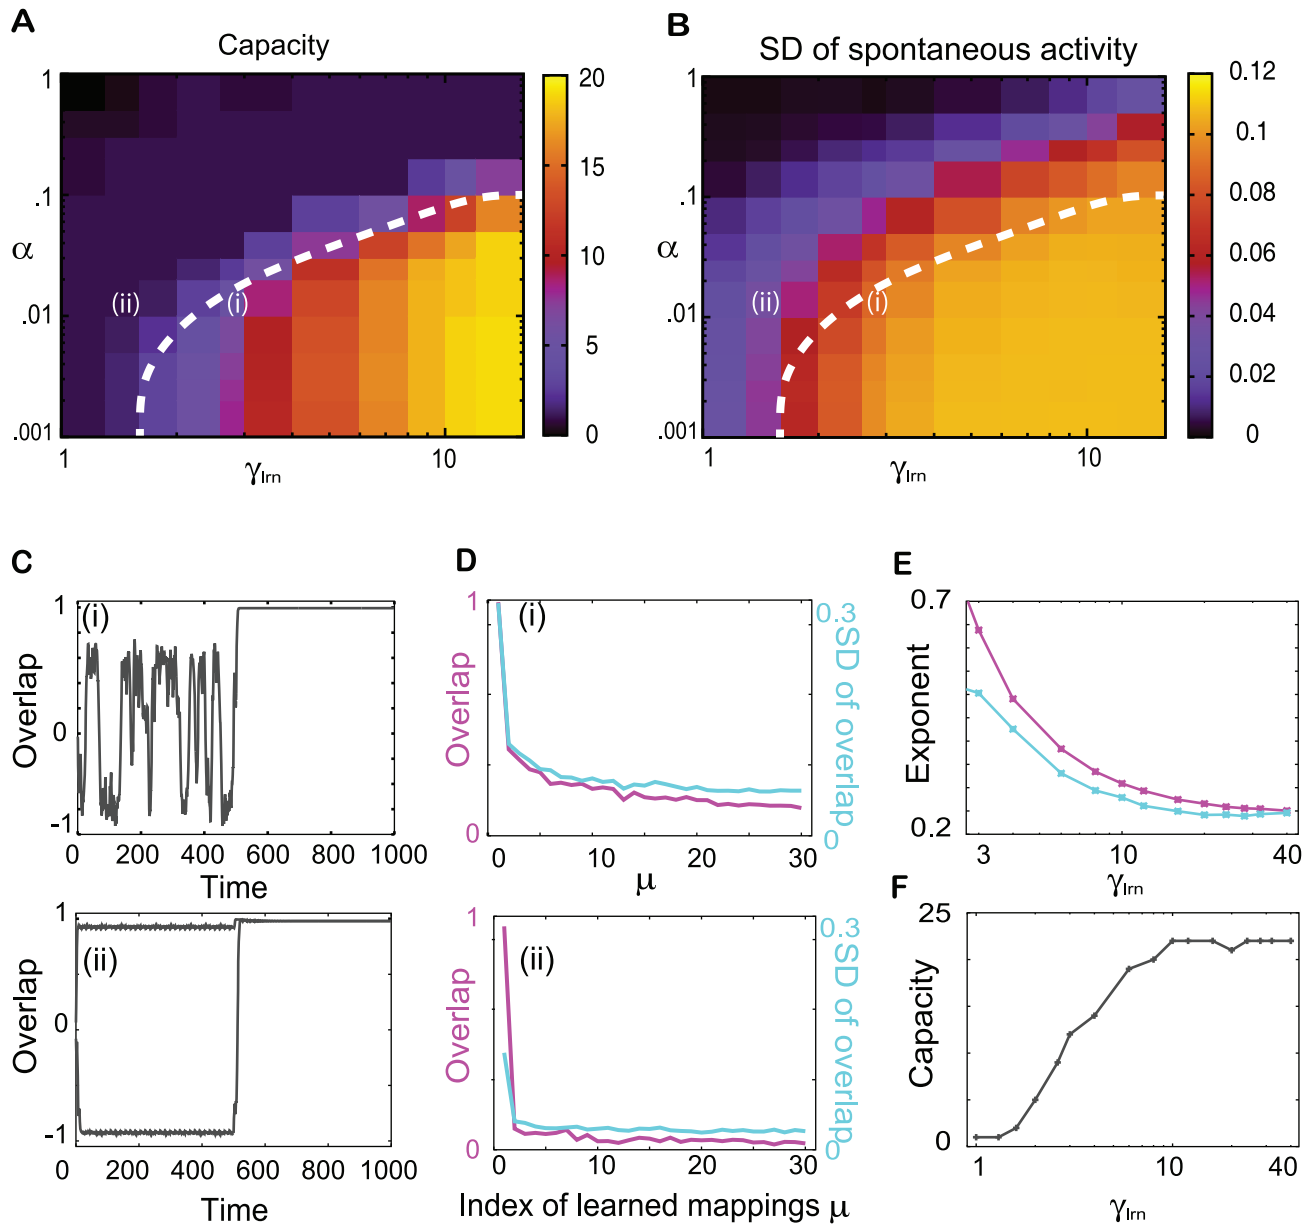 A
Capacity
1
.1
α
.01
.001
1
10
γlrn
(ii)
(i)
20
15
10
5
0
B
SD of spontaneous activity
1
.1
α
.01
.001
1
10
γlrn
(ii)
(i)
0.12
0.1
0.08
0.06
0.04
0.02
0
C
(i)
Overlap
1
0
-1
0 200 400 600 800 1000
Time
(ii)
Overlap
1
0
-1
0 200 400 600 800 1000
Time
D
(i)
Overlap
1
0
0.3
SD of overlap
0
0 10 20 30
μ
(ii)
Overlap
1
0
0.3
SD of overlap
0
0 10 20 30
Index of learned mappings μ
E
Exponent
0.7
0.2
3 10 40
γlrn
F
Capacity
25
0
1 10 40
γlrn